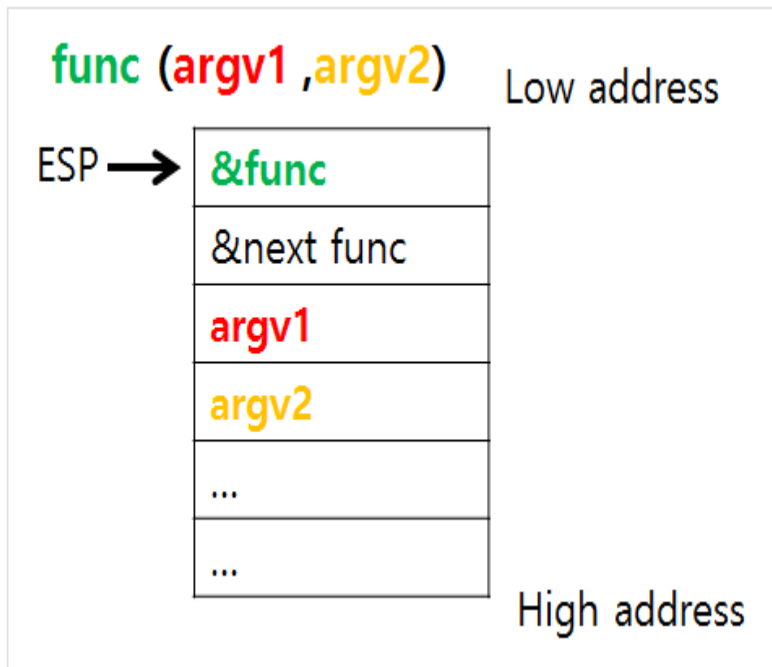 func (argv1 ,argv2)
Low address
ESP
&func
&next func
argv1
argv2
...
...
High address